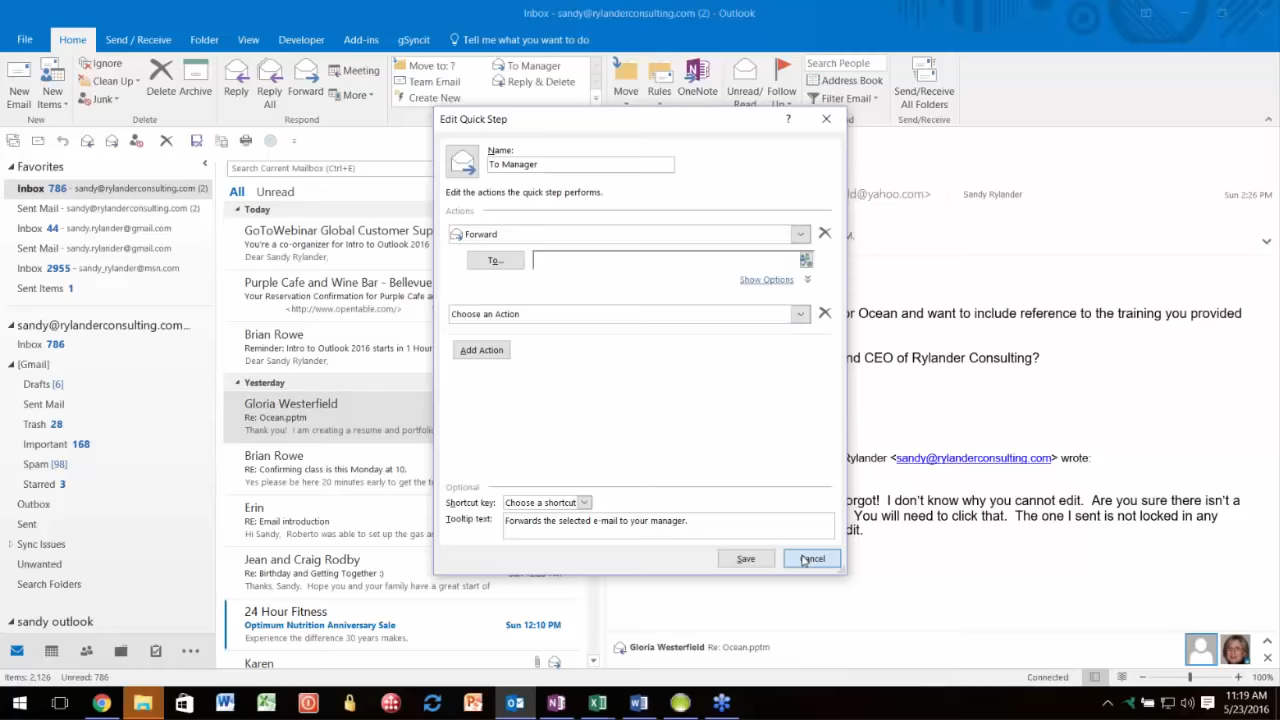 Inbox - sandy@rylanderconsulting.com (2) - Outlook
File Home Send / Receive Folder View Developer Add-ins gSyncit Tell me what you want to do
New Email
New Items
Ignore
Clean Up
Junk
Delete Archive
Reply Reply All Forward
Meeting
More
Move to: ?
Team Email
Create New
To Manager
Reply & Delete
Move Rules OneNote
Unread/ Read
Follow Up
Search People
Address Book
Filter Email
Send/Receive All Folders
New Delete Respond Send/Receive
Favorites
Inbox 786 - sandy@rylanderconsulting.com (2)
Sent Mail - sandy@rylanderconsulting.com (2)
Inbox 44 - sandy.rylander@gmail.com
Sent Mail - sandy.rylander@gmail.com
Inbox 2955 - sandy_rylander@msn.com
Sent Items 1
sandy@rylanderconsulting.com...
Inbox 786
[Gmail]
Drafts [6]
Sent Mail
Trash 28
Important 168
Spam [98]
Starred 3
Outbox
Sent
Sync Issues
Unwanted
Search Folders
sandy outlook
Search Current Mailbox (Ctrl+E)
All Unread
Today
GoToWebinar Global Customer Sup
You're a co-organizer for Intro to Outlook 2016
Dear Sandy Rylander,
Purple Cafe and Wine Bar - Bellevue
Your Reservation Confirmation for Purple Cafe a
<http://www.opentable.com/>
Brian Rowe
Reminder: Intro to Outlook 2016 starts in 1 Hour
Dear Sandy Rylander,
Yesterday
Gloria Westerfield
Re: Ocean.pptm
Thank you! I am creating a resume and portfolio
Brian Rowe
RE: Confirming class is this Monday at 10.
Yes please be here 20 minutes early to get
Erin
RE: Email introduction
Hi Sandy, Roberto was able to set up the gas a
Jean and Craig Rodby
Re: Birthday and Getting Together :)
Thanks, Sandy. Hope you and your family have a great start of
24 Hour Fitness
Optimum Nutrition Anniversary Sale Sun 12:10 PM
Experience the difference 30 years makes.
Karen
Edit Quick Step
?
Name:
To Manager
Edit the actions the quick step performs.
Actions
Forward
To...
Show Options
Choose an Action
Add Action
Optional
Shortcut key: Choose a shortcut
Tooltip text: Forwards the selected e-mail to your manager.
Save Cancel
ld@yahoo.com> Sandy Rylander Sun 2:26 PM
M.
or Ocean and want to include reference to the training you provided
nd CEO of Rylander Consulting?
Rylander <sandy@rylanderconsulting.com> wrote:
orgot! I don't know why you cannot edit. Are you sure there isn't a
You will need to click that. The one I sent is not locked in any
dit.
Gloria Westerfield Re: Ocean.pptm
Items: 2,126 Unread: 786
Connected 100%
11:19 AM
5/23/2016